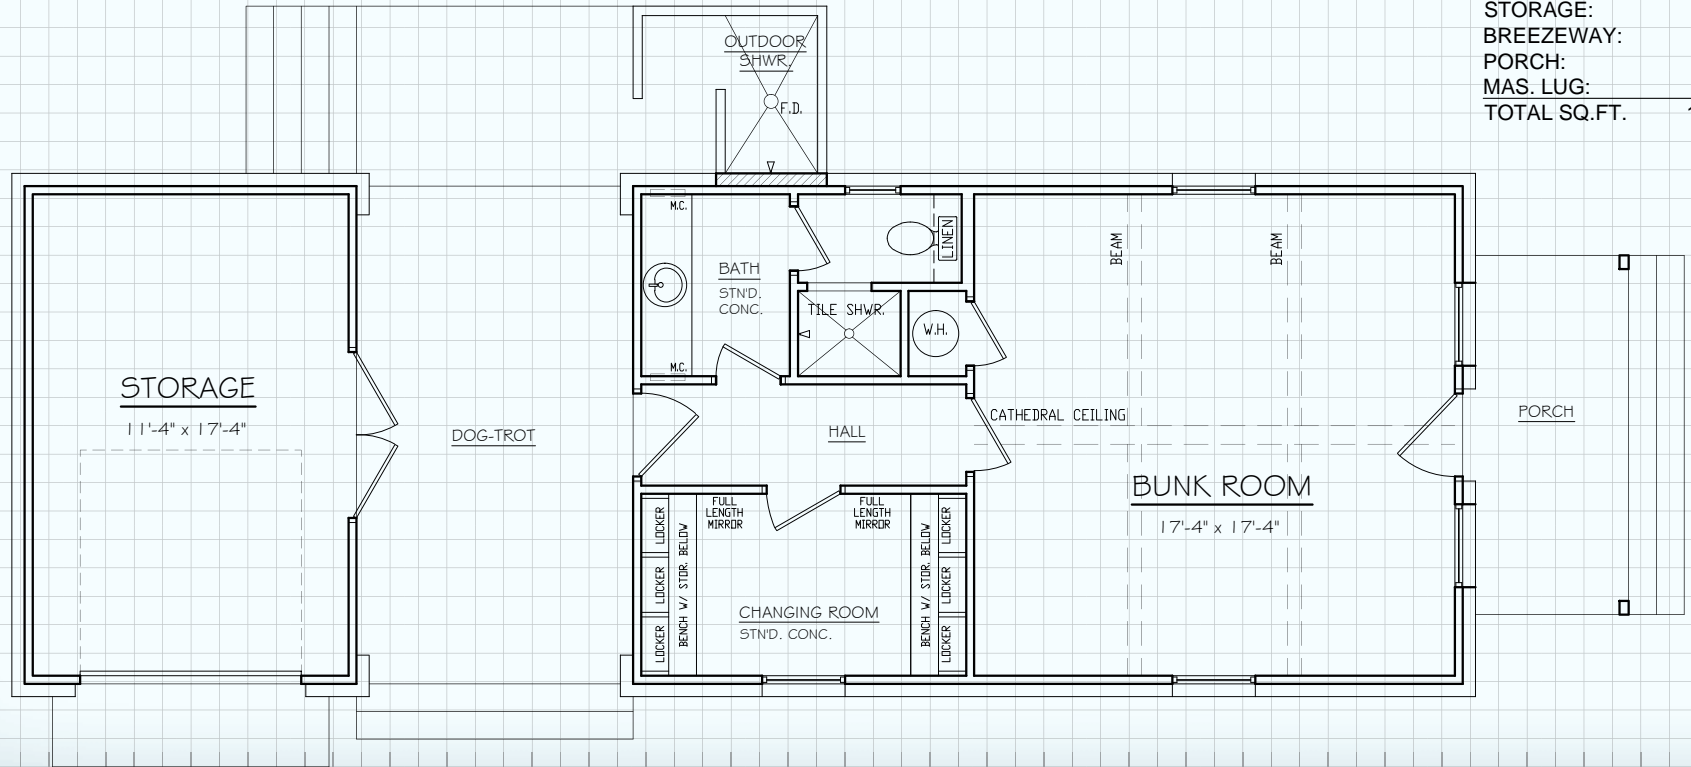 STORAGE:
BREEZEWAY:
PORCH:
MAS. LUG:
TOTAL SQ.FT.
OUTDOOR
SHWR.
F.D.
M.C.
LINEN
BEAM
BEAM
BATH
STN'D.
CONC.
TILE SHWR.
W.H.
M.C.
STORAGE
11'-4" x 17'-4"
DOG-TROT
HALL
CATHEDRAL CEILING
PORCH
BUNK ROOM
17'-4" x 17'-4"
FULL
LENGTH
MIRROR
FULL
LENGTH
MIRROR
LOCKER
LOCKER
LOCKER
BENCH W/ STOR. BELOW
CHANGING ROOM
STN'D. CONC.
BENCH W/ STOR. BELOW
LOCKER
LOCKER
LOCKER